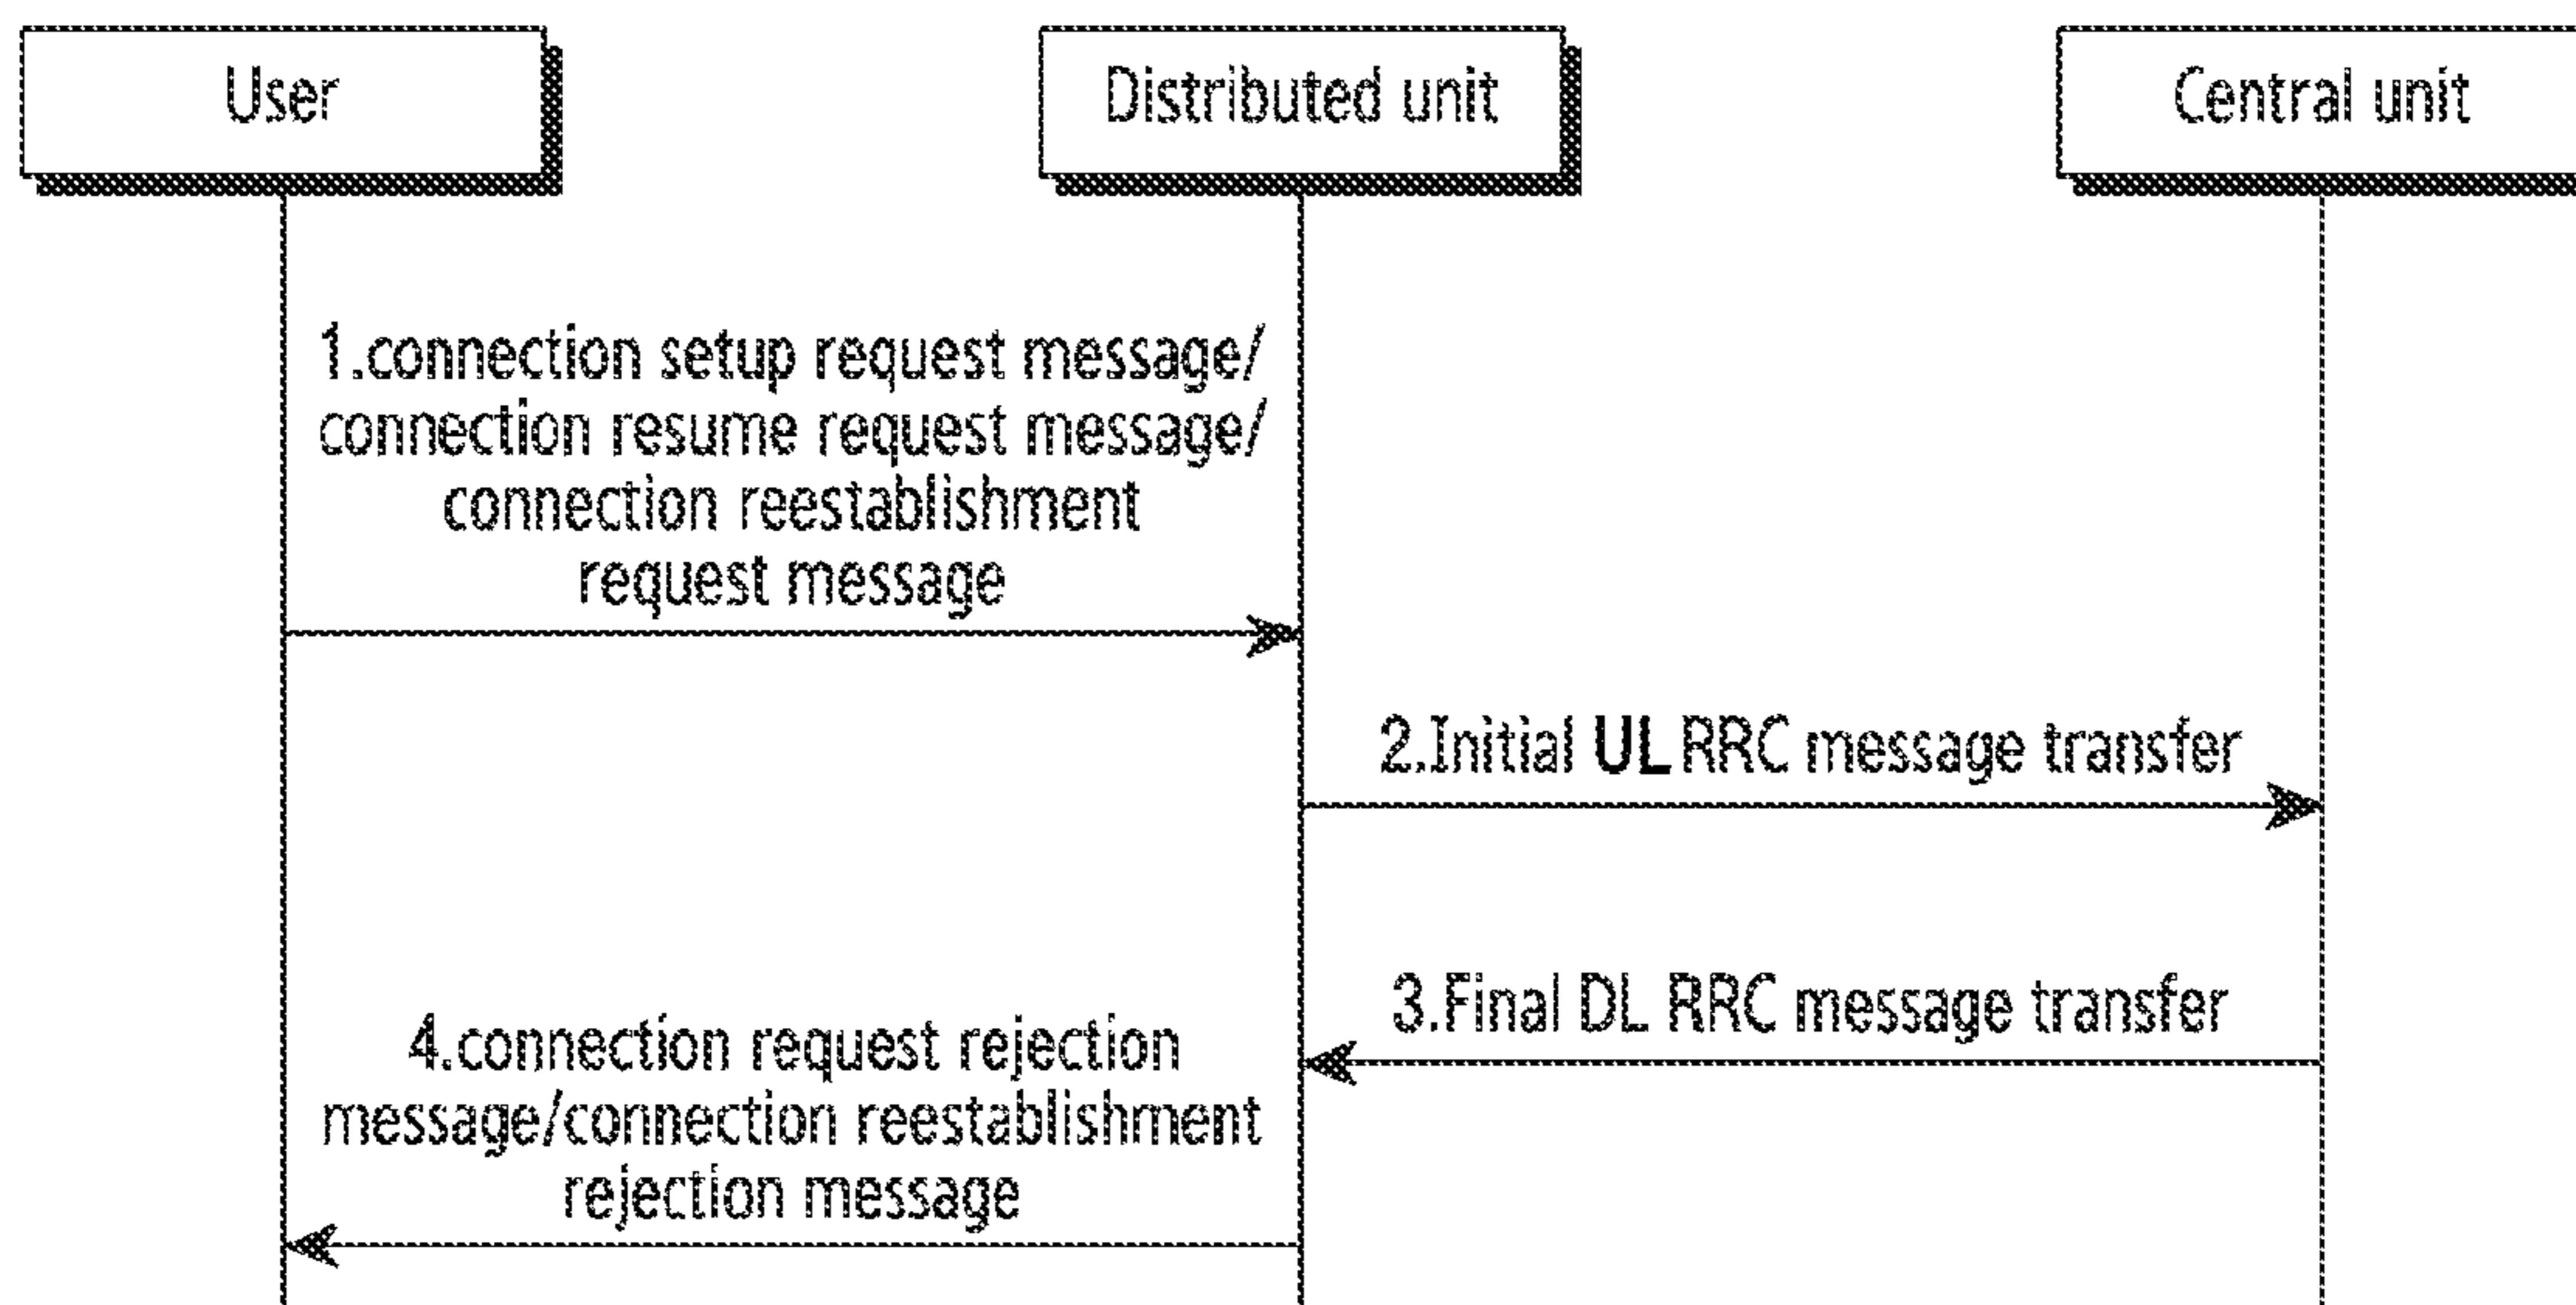 User
Distributed unit
Central unit
1.connection setup request message/
connection resume request message/
connection reestablishment
request message
2.Initial UL RRC message transfer
3.Final DL RRC message transfer
4.connection request rejection
message/connection reestablishment
rejection message